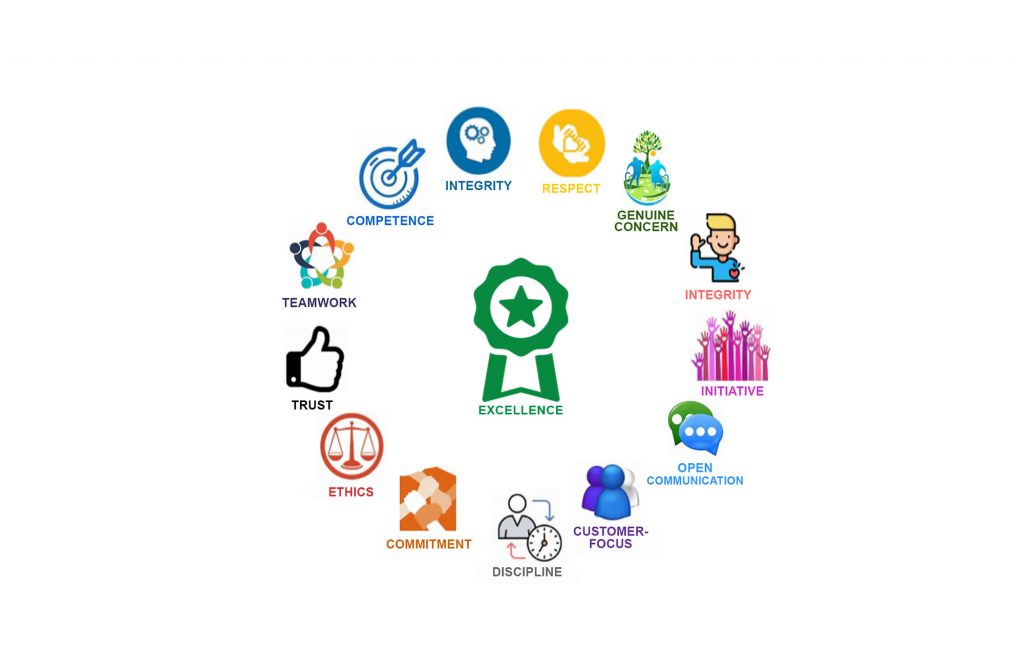 INTEGRITY
RESPECT
COMPETENCE
GENUINE
CONCERN
INTEGRITY
TEAMWORK
INITIATIVE
TRUST
EXCELLENCE
OPEN
COMMUNICATION
ETHICS
CUSTOMER-
FOCUS
COMMITMENT
DISCIPLINE